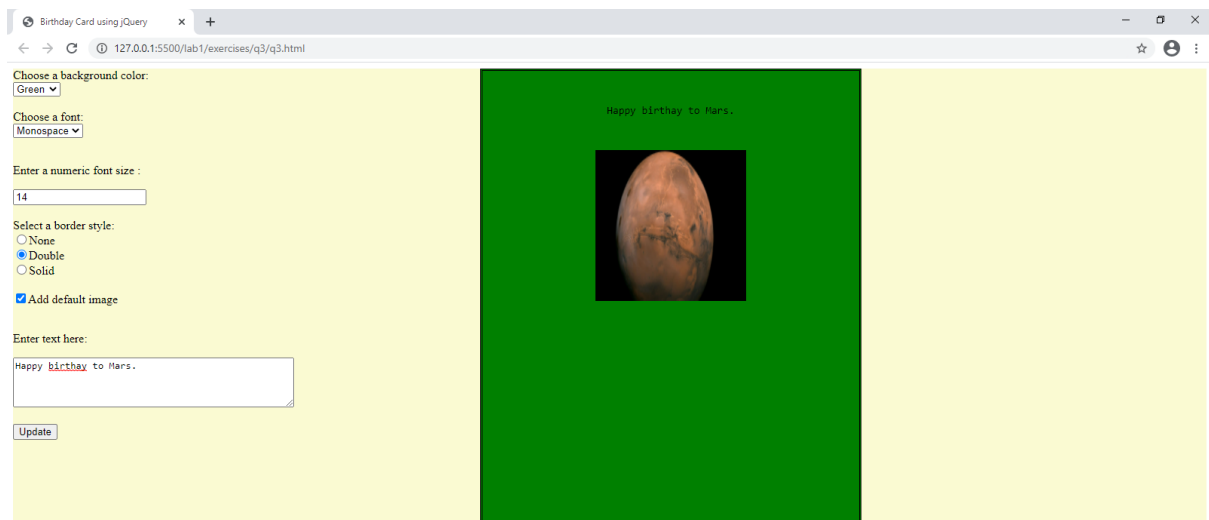 Birthday Card using jQuery
127.0.0.1:5500/lab1/exercises/q3/q3.html
Choose a background color:
Green
Choose a font:
Monospace
Enter a numeric font size :
14
Select a border style:
None
Double
Solid
Add default image
Enter text here:
Happy birthay to Mars.
Update
Happy birthay to Mars.